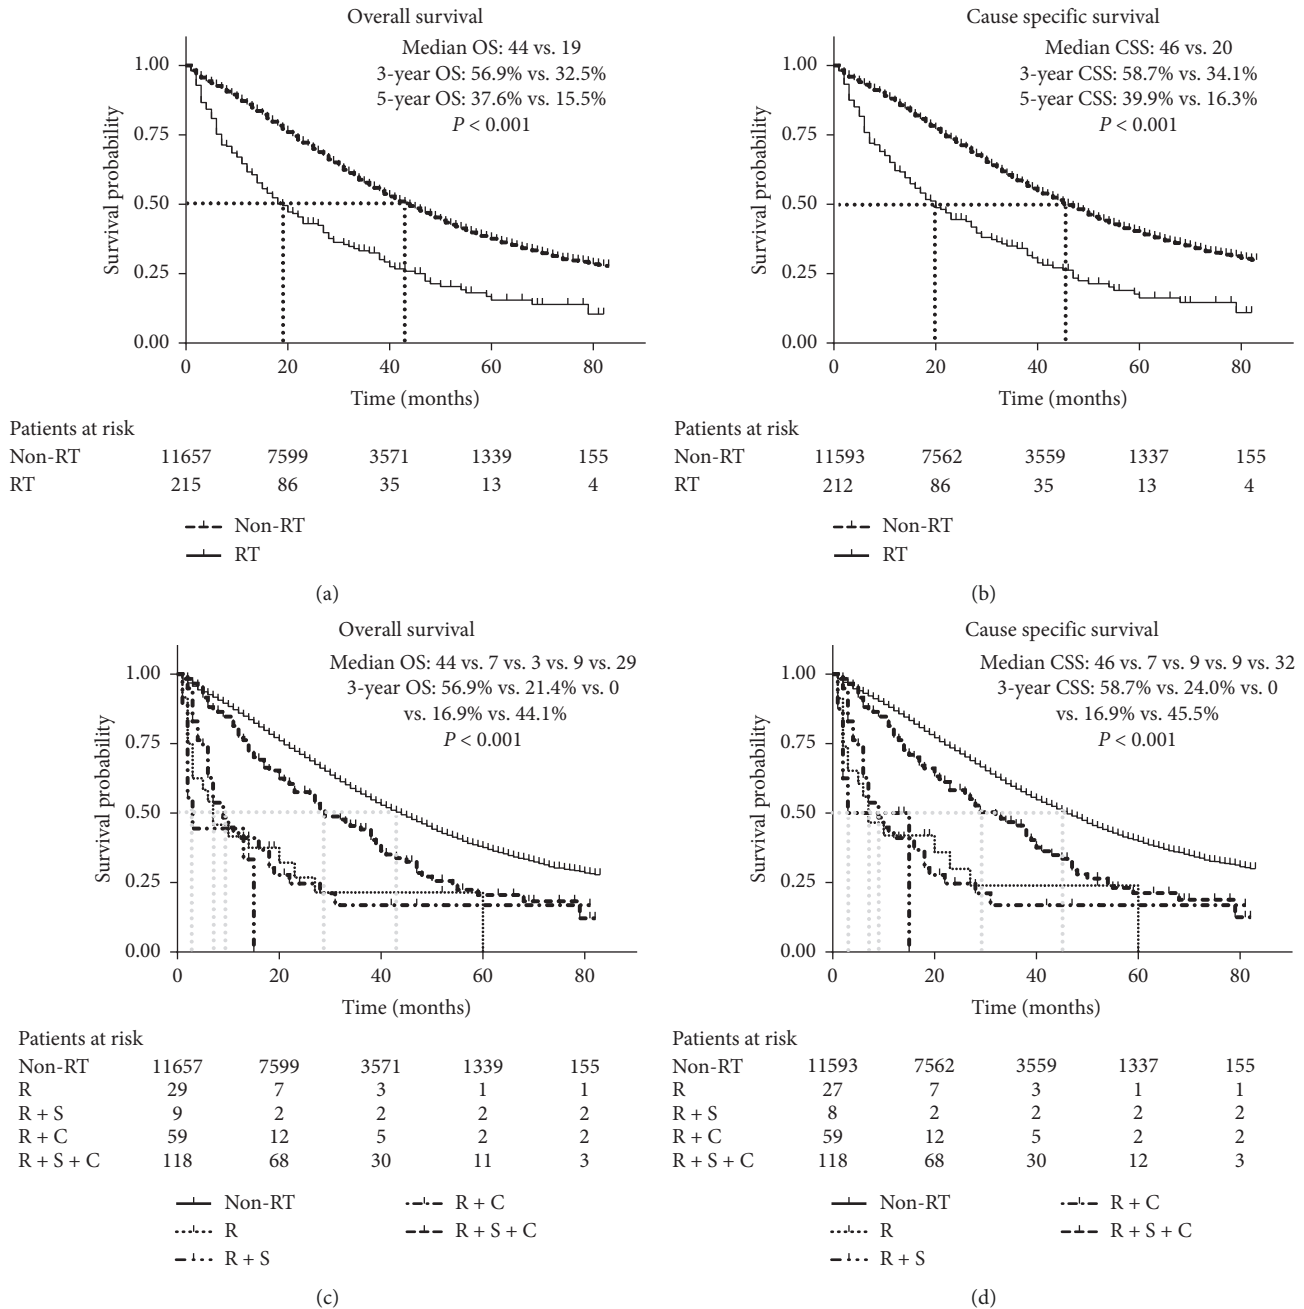 Overall survival
Median OS: 44 vs. 19
3-year OS: 56.9% vs. 32.5%
5-year OS: 37.6% vs. 15.5%
P < 0.001
1.00
0.75
0.50
0.25
0.00
Survival probability
0 20 40 60 80
Time (months)
Patients at risk
Non-RT 11657 7599 3571 1339 155
RT 215 86 35 13 4
Non-RT
RT
(a)
Cause specific survival
Median CSS: 46 vs. 20
3-year CSS: 58.7% vs. 34.1%
5-year CSS: 39.9% vs. 16.3%
P < 0.001
1.00
0.75
0.50
0.25
0.00
Survival probability
0 20 40 60 80
Time (months)
Patients at risk
Non-RT 11593 7562 3559 1337 155
RT 212 86 35 13 4
Non-RT
RT
(b)
Overall survival
Median OS: 44 vs. 7 vs. 3 vs. 9 vs. 29
3-year OS: 56.9% vs. 21.4% vs. 0
vs. 16.9% vs. 44.1%
P < 0.001
1.00
0.75
0.50
0.25
0.00
Survival probability
0 20 40 60 80
Time (months)
Patients at risk
Non-RT 11657 7599 3571 1339 155
R 29 7 3 1 1
R + S 9 2 2 2 2
R + C 59 12 5 2 2
R + S + C 118 68 30 11 3
Non-RT
R
R + S
R + C
R + S + C
(c)
Cause specific survival
Median CSS: 46 vs. 7 vs. 9 vs. 9 vs. 32
3-year CSS: 58.7% vs. 24.0% vs. 0
vs. 16.9% vs. 45.5%
P < 0.001
1.00
0.75
0.50
0.25
0.00
Survival probability
0 20 40 60 80
Time (months)
Patients at risk
Non-RT 11593 7562 3559 1337 155
R 27 7 3 1 1
R + S 8 2 2 2 2
R + C 59 12 5 2 2
R + S + C 118 68 30 12 3
Non-RT
R
R + S
R + C
R + S + C
(d)